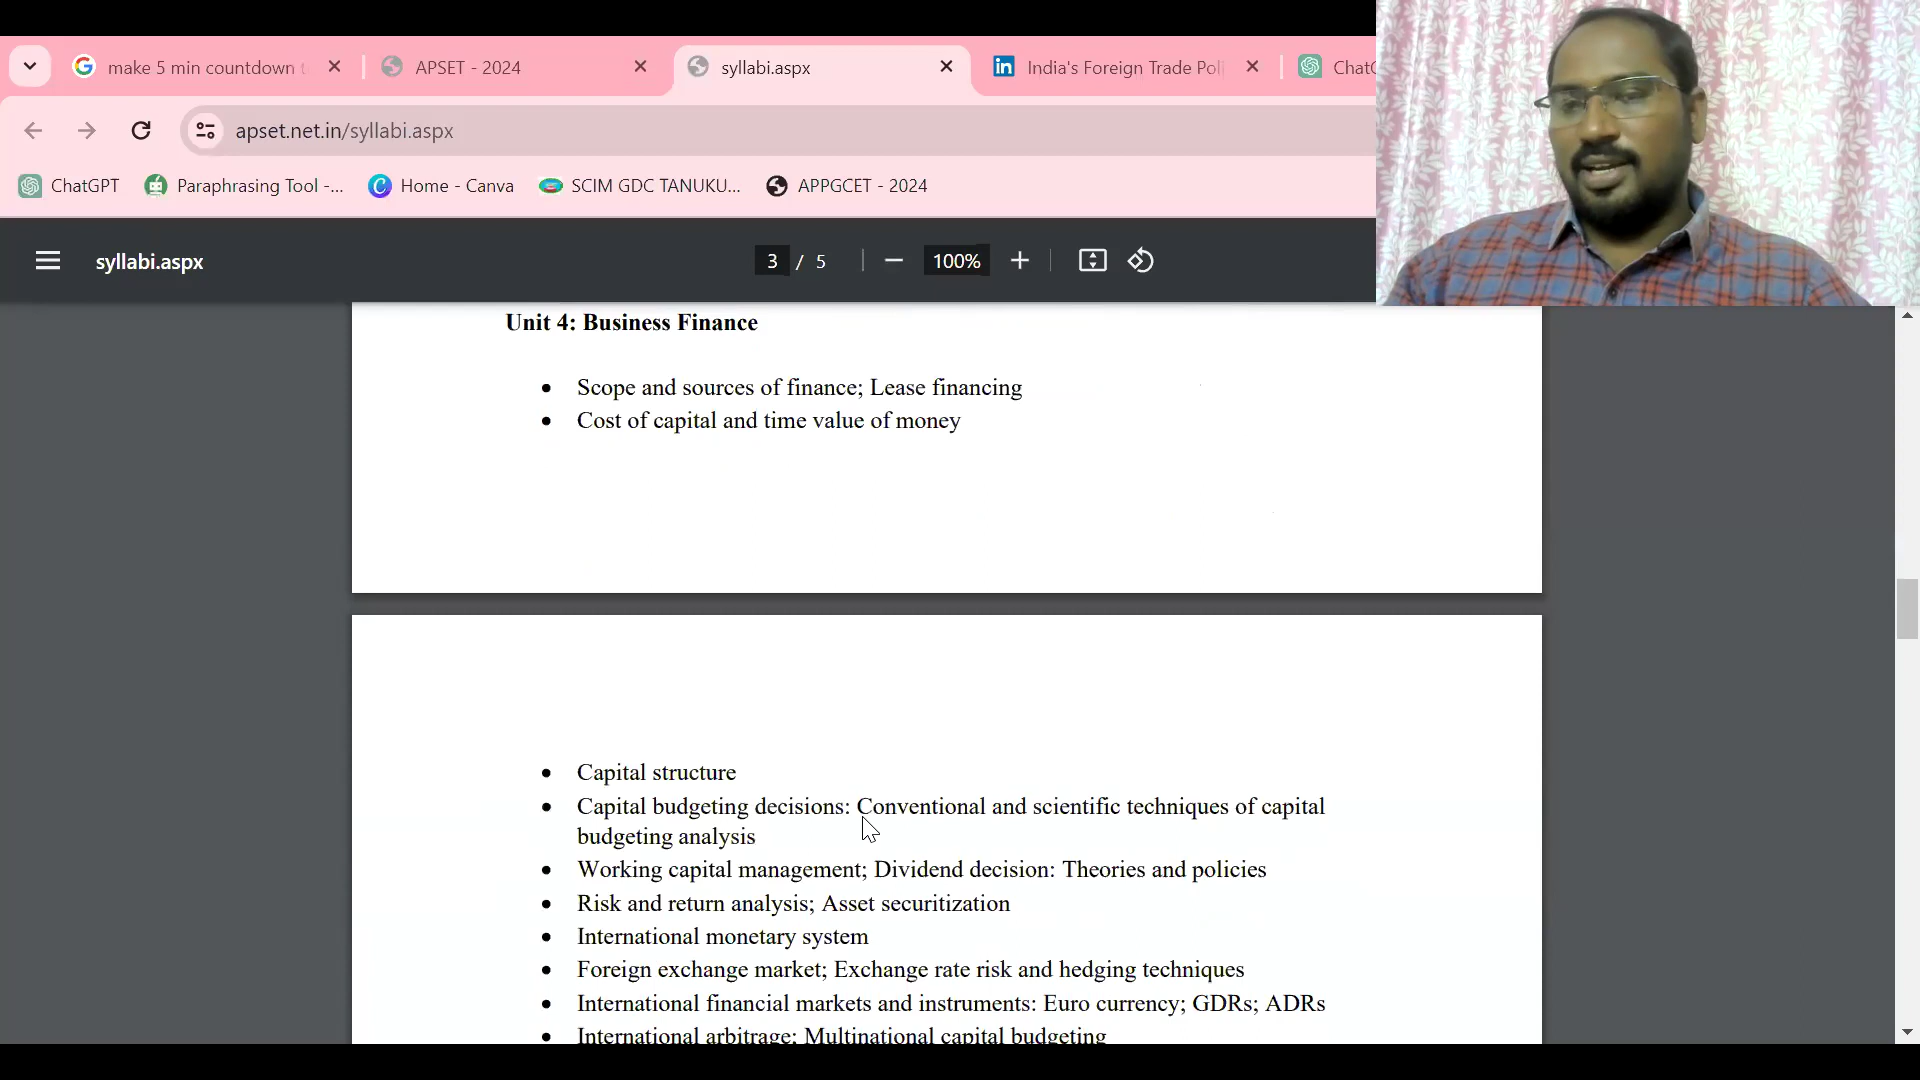 make 5 min countdown
APSET - 2024
syllabi.aspx
India's Foreign Trade Pol
Chat
apset.net.in/syllabi.aspx
ChatGPT
Paraphrasing Tool -...
Home - Canva
SCIM GDC TANUKU...
APPGCET - 2024
syllabi.aspx
3 / 5
100%
Unit 4: Business Finance
• Scope and sources of finance; Lease financing
• Cost of capital and time value of money
• Capital structure
• Capital budgeting decisions: Conventional and scientific techniques of capital
budgeting analysis
• Working capital management; Dividend decision: Theories and policies
• Risk and return analysis; Asset securitization
• International monetary system
• Foreign exchange market; Exchange rate risk and hedging techniques
• International financial markets and instruments: Euro currency; GDRs; ADRs
• International arbitrage; Multinational capital budgeting